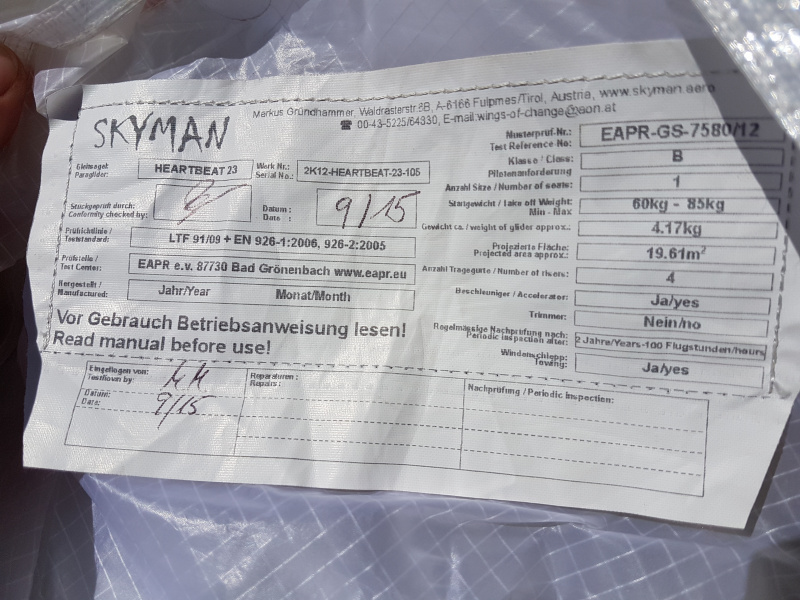 SKYMAN
Markus Gründhammer, Waldrasterstr.8B, A-6166 Fulpmes/Tirol, Austria, www.skyman.aero
☎ 00-43-5225/64330, E-mail:wings-of-change@aon.at
Gleitsegel:
Paraglider:
HEARTBEAT 23
Werk Nr.:
Serial No.:
2K12-HEARTBEAT-23-105
Stückgeprüft durch:
Conformity checked by:
Datum :
Date :
9/15
Prüfrichtlinie /
Teststandard:
LTF 91/09 + EN 926-1:2006, 926-2:2005
Prüfstelle /
Test Center:
EAPR e.v. 87730 Bad Grönenbach www.eapr.eu
Hergestellt /
Manufactured:
Jahr/Year Monat/Month
Vor Gebrauch Betriebsanweisung lesen!
Read manual before use!
Musterpruf-Nr.:
Test Reference No:
EAPR-GS-7580/12
Klasse / Class:
B
Pilotenanforderung
Anzahl Sitze / Number of seats:
1
Startgewicht / Take off Weight:
Min - Max
60kg - 85kg
Gewicht ca. / weight of glider approx.:
4.17kg
Projezierte Fläche:
Projected area approx.:
19.61m²
Anzahl Tragegurte / Number of risers:
4
Beschleuniger / Accelerator:
Ja/yes
Trimmer:
Nein/no
Regelmässige Nachprüfung nach:
Periodic inspection after:
2 Jahre/Years-100 Flugstunden/hours
Windenschlepp:
Towing:
Ja/yes
Eingeflogen von:
Testflown by:
Datum:
Date:
9/15
Reparaturen :
Repairs :
Nachprüfung / Periodic Inspection: